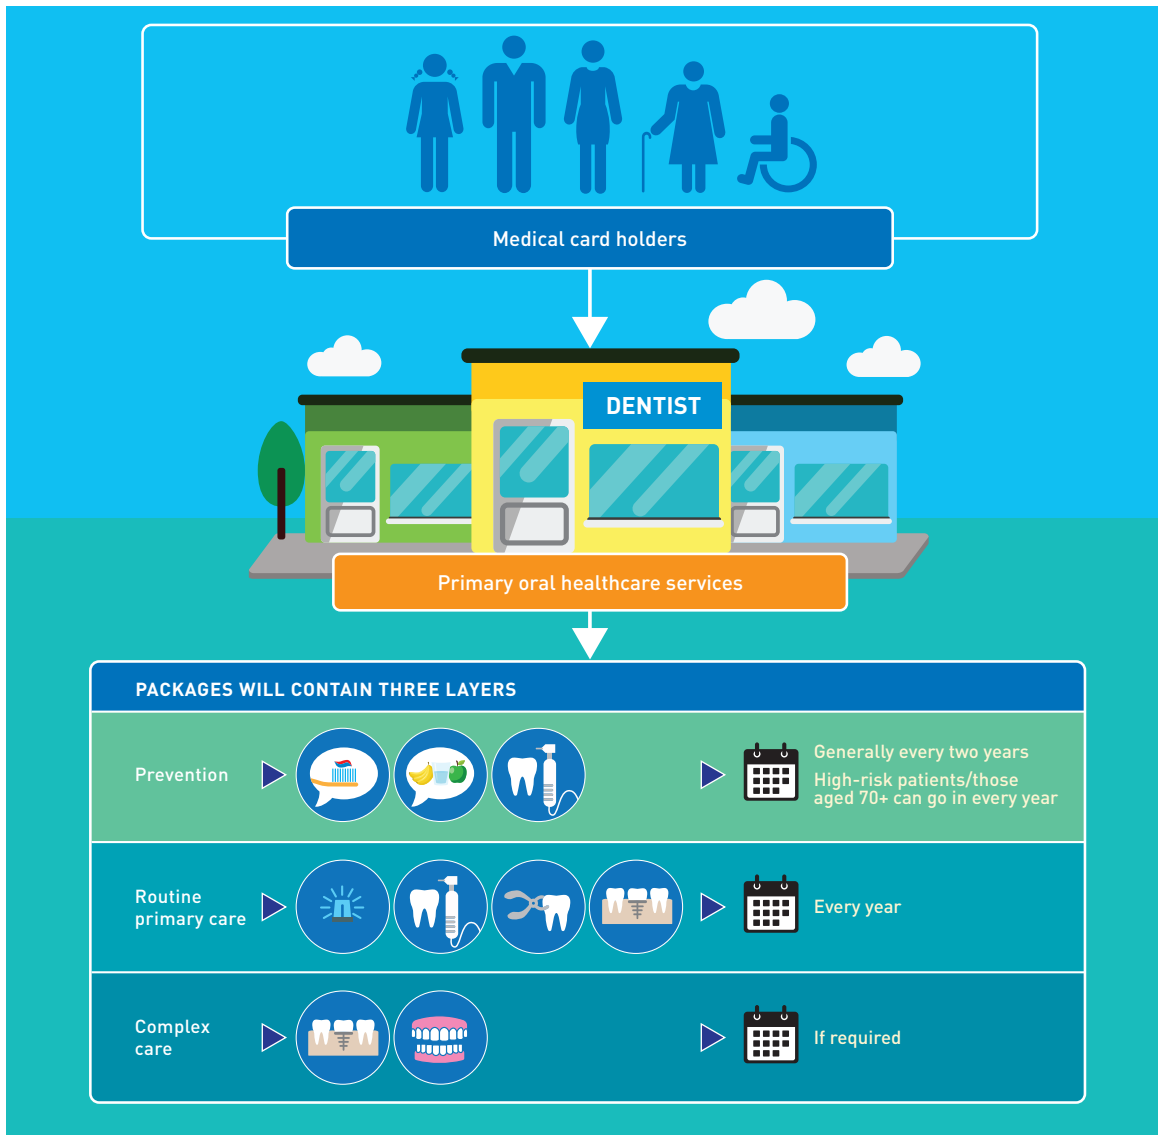 Medical card holders
DENTIST
Primary oral healthcare services
PACKAGES WILL CONTAIN THREE LAYERS
Prevention
Generally every two years
High-risk patients/those
aged 70+ can go in every year
Routine
primary care
Every year
Complex
care
If required